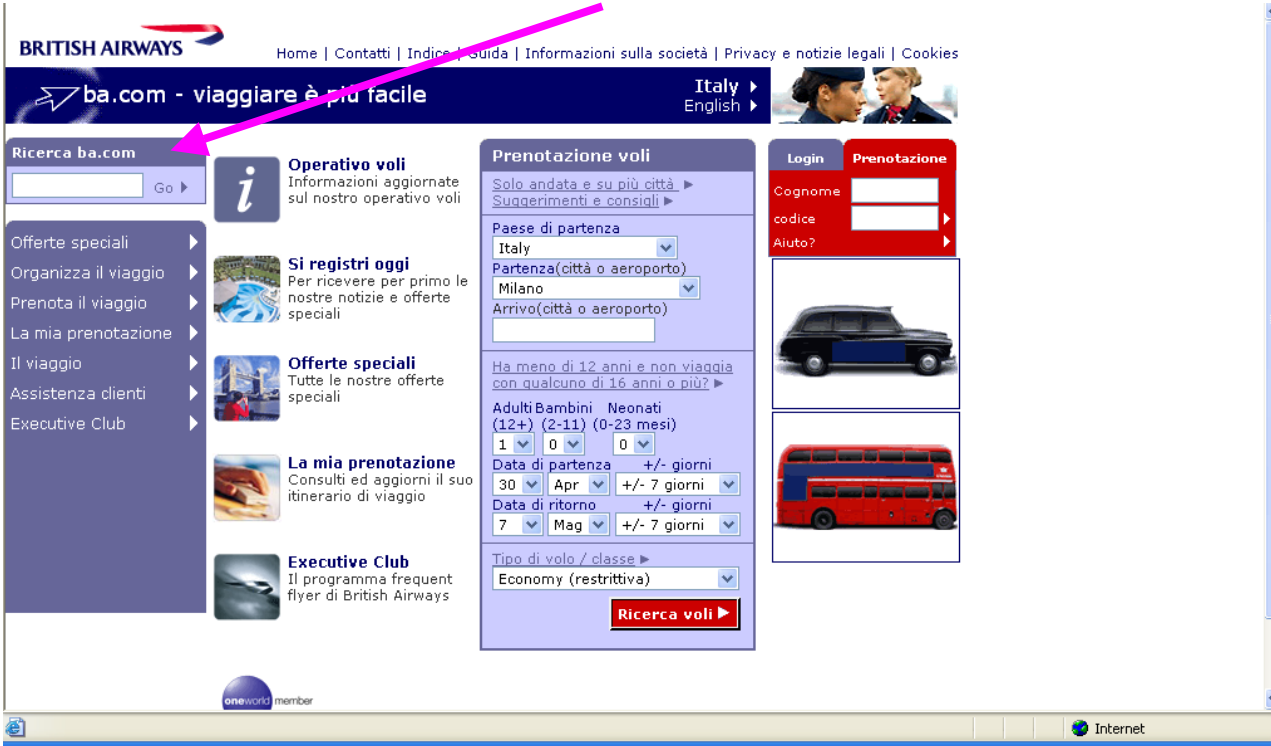 BRITISH AIRWAYS
Home | Contatti | Indice | Guida | Informazioni sulla società | Privacy e notizie legali | Cookies
ba.com - viaggiare è più facile
Italy
English
Ricerca ba.com
Go
Offerte speciali
Organizza il viaggio
Prenota il viaggio
La mia prenotazione
Il viaggio
Assistenza clienti
Executive Club
i
Operativo voli
Informazioni aggiornate
sul nostro operativo voli
Si registri oggi
Per ricevere per primo le
nostre notizie e offerte
speciali
Offerte speciali
Tutte le nostre offerte
speciali
La mia prenotazione
Consulti ed aggiorni il suo
itinerario di viaggio
Executive Club
Il programma frequent
flyer di British Airways
Prenotazione voli
Solo andata e su più città
Suggerimenti e consigli
Paese di partenza
Italy
Partenza(città o aeroporto)
Milano
Arrivo(città o aeroporto)
Ha meno di 12 anni e non viaggia
con qualcuno di 16 anni o più?
Adulti Bambini Neonati
(12+) (2-11) (0-23 mesi)
1 0 0
Data di partenza +/- giorni
30 Apr +/- 7 giorni
Data di ritorno +/- giorni
7 Mag +/- 7 giorni
Tipo di volo / classe
Economy (restrittiva)
Ricerca voli
Login Prenotazione
Cognome
codice
Aiuto?
oneworld member
Internet